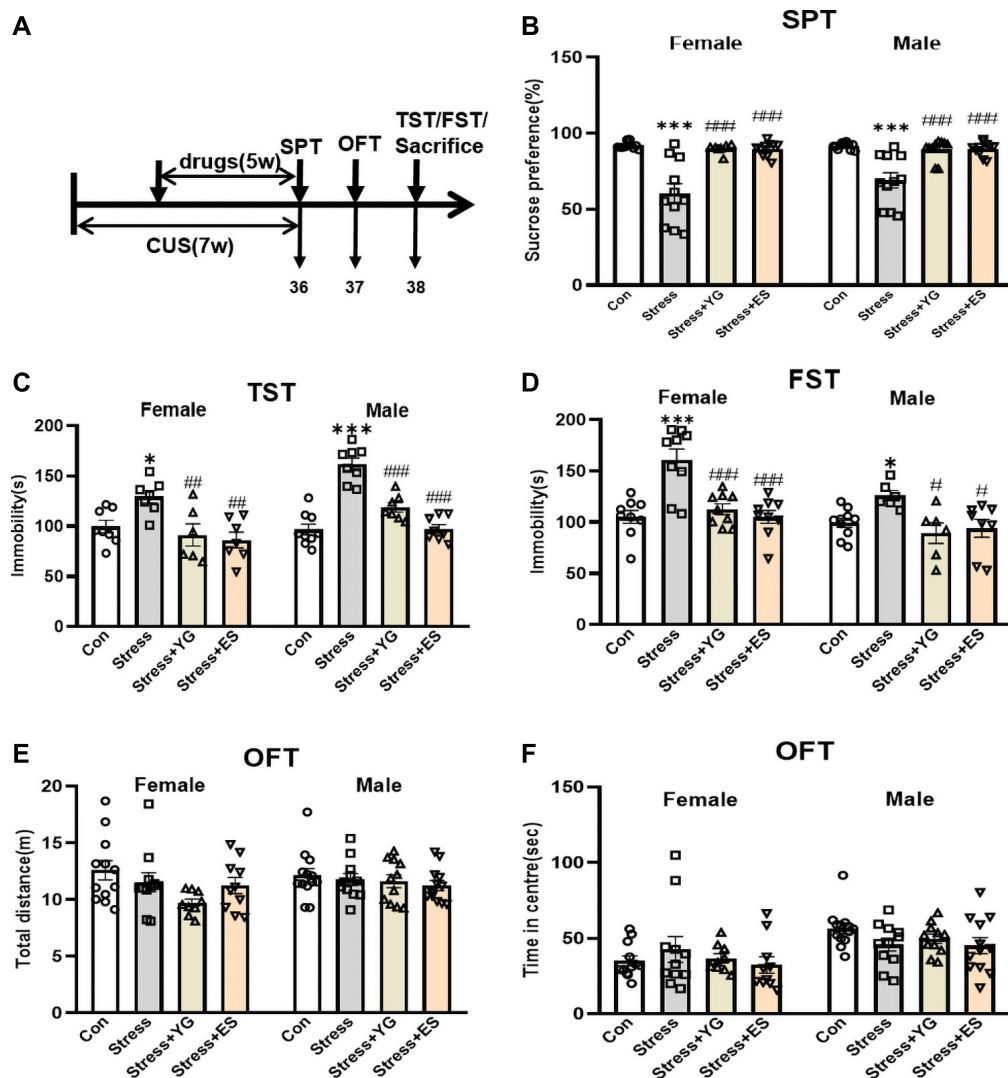 A
drugs(5w)
SPT
OFT
TST/FST/
Sacrifice
CUS(7w)
36
37
38
B
SPT
Female
Male
Sucrose preference(%)
150
100
50
0
***
###
###
***
###
###
Con
Stress
Stress+YG
Stress+ES
Con
Stress
Stress+YG
Stress+ES
C
TST
Female
Male
Immobility(s)
200
150
100
50
0
*
##
##
***
###
###
Con
Stress
Stress+YG
Stress+ES
Con
Stress
Stress+YG
Stress+ES
D
FST
Female
Male
Immobility(s)
200
150
100
50
0
***
###
###
*
#
#
Con
Stress
Stress+YG
Stress+ES
Con
Stress
Stress+YG
Stress+ES
E
OFT
Female
Male
Total distance(m)
20
15
10
5
0
Con
Stress
Stress+YG
Stress+ES
Con
Stress
Stress+YG
Stress+ES
F
OFT
Female
Male
Time in centre(sec)
150
100
50
0
Con
Stress
Stress+YG
Stress+ES
Con
Stress
Stress+YG
Stress+ES